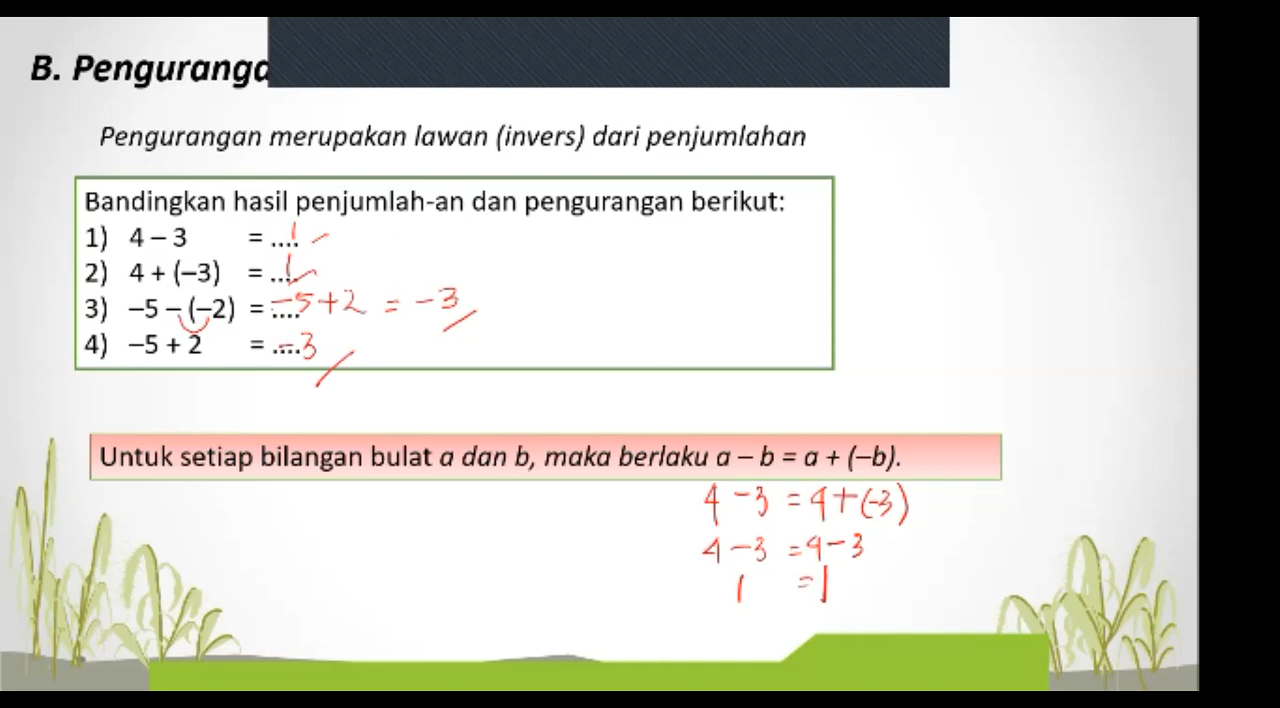 B. Penguranga
Pengurangan merupakan lawan (invers) dari penjumlahan
Bandingkan hasil penjumlah-an dan pengurangan berikut:
1) 4 – 3 = .... 1
2) 4 + (–3) = .... 1
3) –5 – (–2) = .... -5+2 = -3
4) –5 + 2 = .... -3
Untuk setiap bilangan bulat a dan b, maka berlaku a – b = a + (–b).
4 -3 = 4+(-3)
4 -3 = 4-3
1 = 1